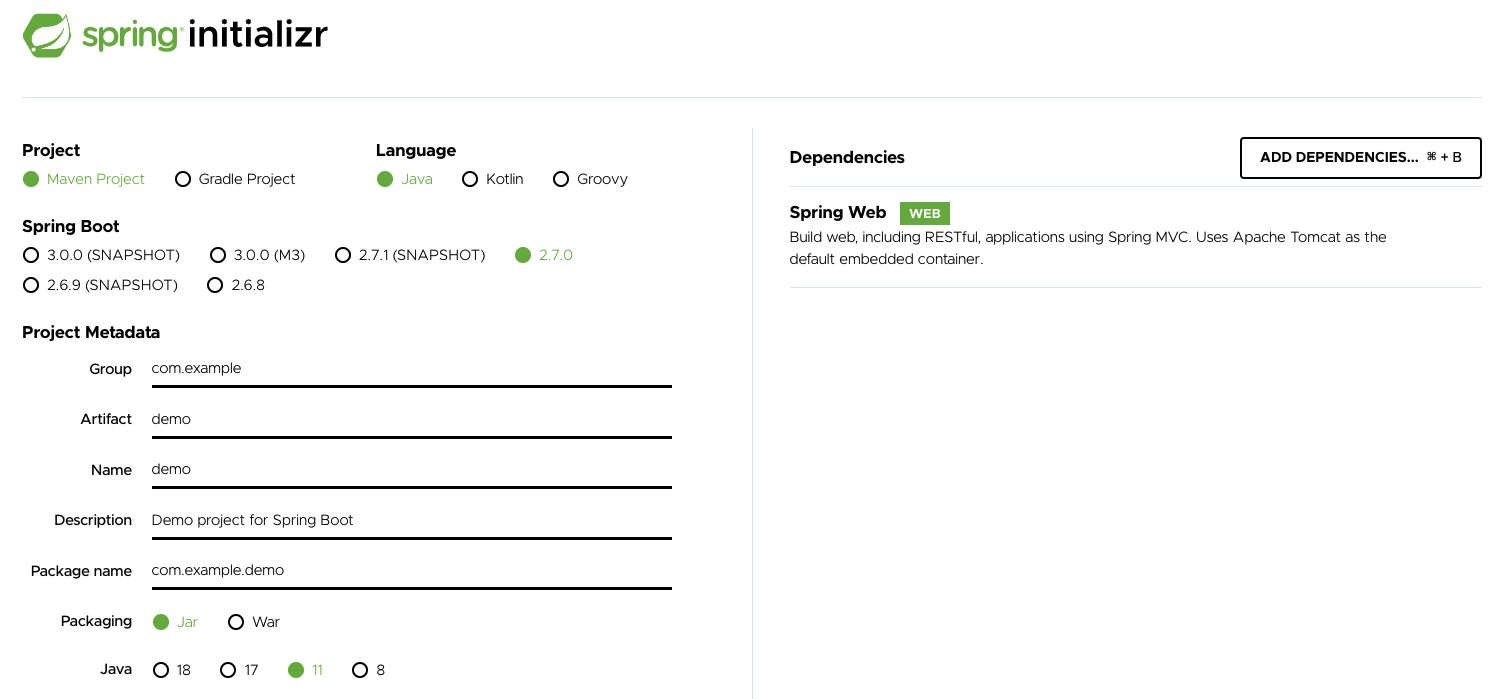 spring initializr
Project
Maven Project Gradle Project
Language
Java Kotlin Groovy
Spring Boot
3.0.0 (SNAPSHOT) 3.0.0 (M3) 2.7.1 (SNAPSHOT) 2.7.0
2.6.9 (SNAPSHOT) 2.6.8
Project Metadata
Group com.example
Artifact demo
Name demo
Description Demo project for Spring Boot
Package name com.example.demo
Packaging Jar War
Java 18 17 11 8
Dependencies
ADD DEPENDENCIES... ⌘ + B
Spring Web WEB
Build web, including RESTful, applications using Spring MVC. Uses Apache Tomcat as the
default embedded container.